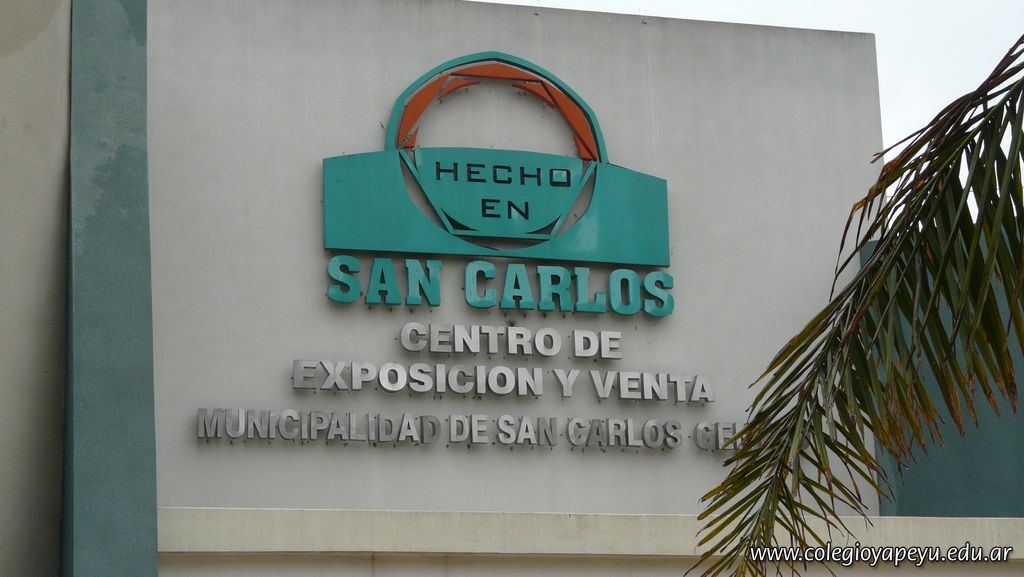 HECHO
EN
SAN CARLOS
CENTRO DE
EXPOSICION Y VENTA
MUNICIPALIDAD DE SAN CARLOS
www.colegioyapeyu.edu.ar